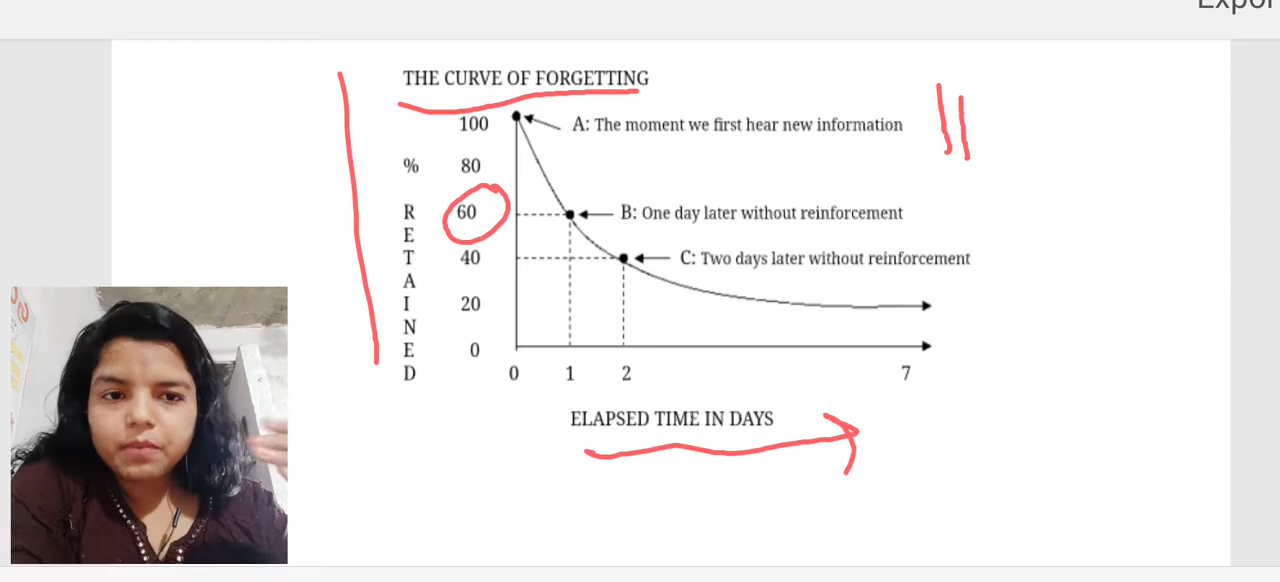 Expor
THE CURVE OF FORGETTING
100
A: The moment we first hear new information
%
80
RETAINED
60
B: One day later without reinforcement
40
C: Two days later without reinforcement
20
0
0 1 2 7
ELAPSED TIME IN DAYS